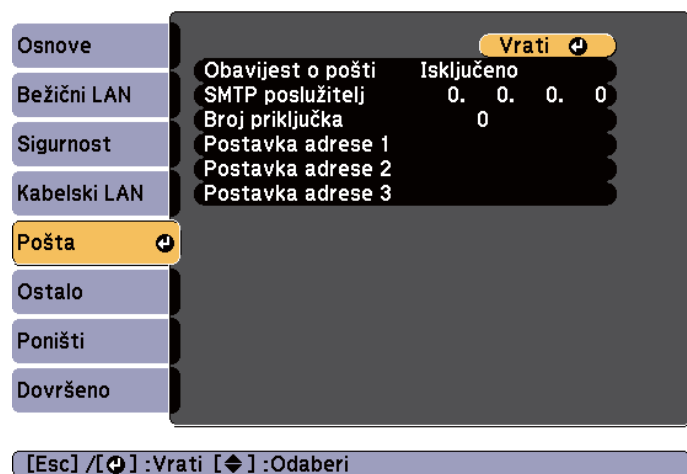 Osnove
Bežični LAN
Sigurnost
Kabelski LAN
Pošta
Ostalo
Poništi
Dovršeno
Vrati
Obavijest o pošti Isključeno
SMTP poslužitelj 0. 0. 0. 0
Broj priključka 0
Postavka adrese 1
Postavka adrese 2
Postavka adrese 3
[Esc] /[⏎] :Vrati [◆] :Odaberi